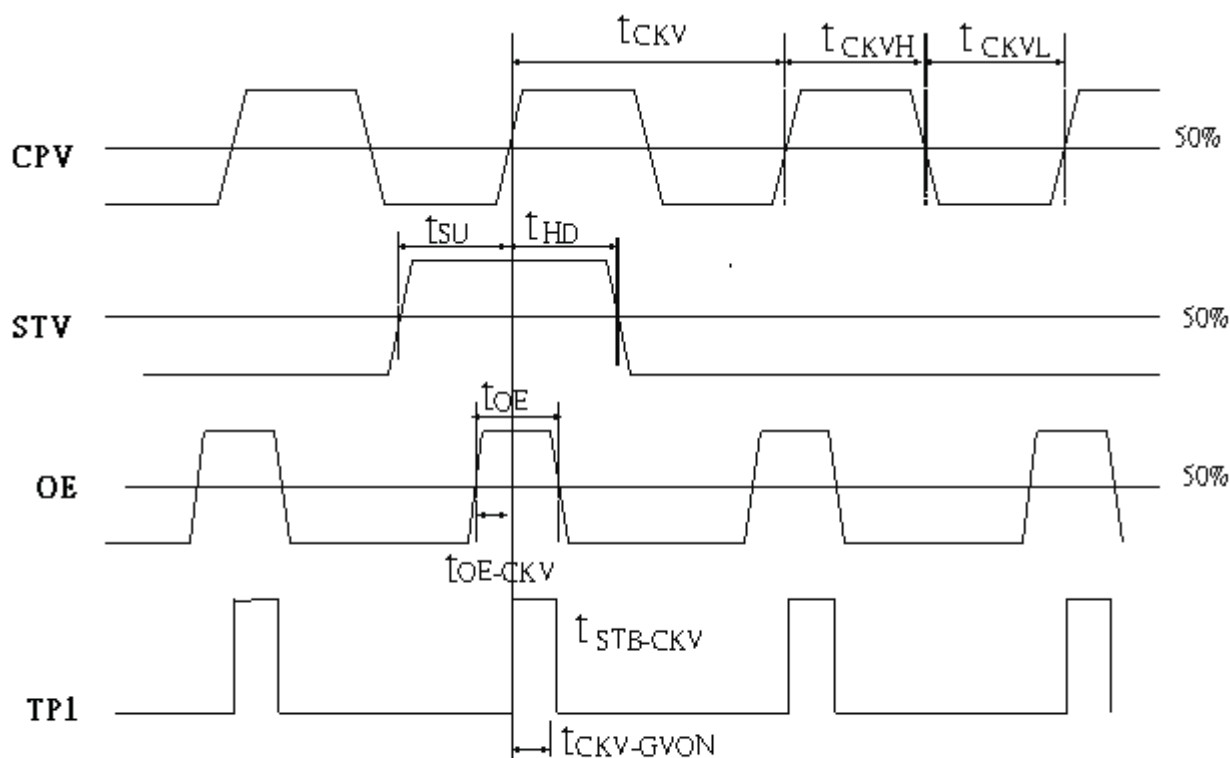 tCKV tCKVH tCKVL
CPV 50%
tSU tHD
STV 50%
tOE
OE 50%
tOE-CKV
tSTB-CKV
TP1
tCKV-GVON